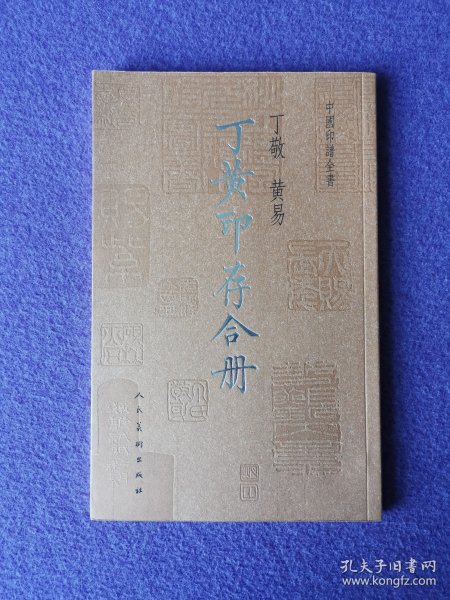 中國印譜全書
丁敬 黄易
丁黄印存合册
人民美術出版社
孔夫子旧书网
www.kongfz.com